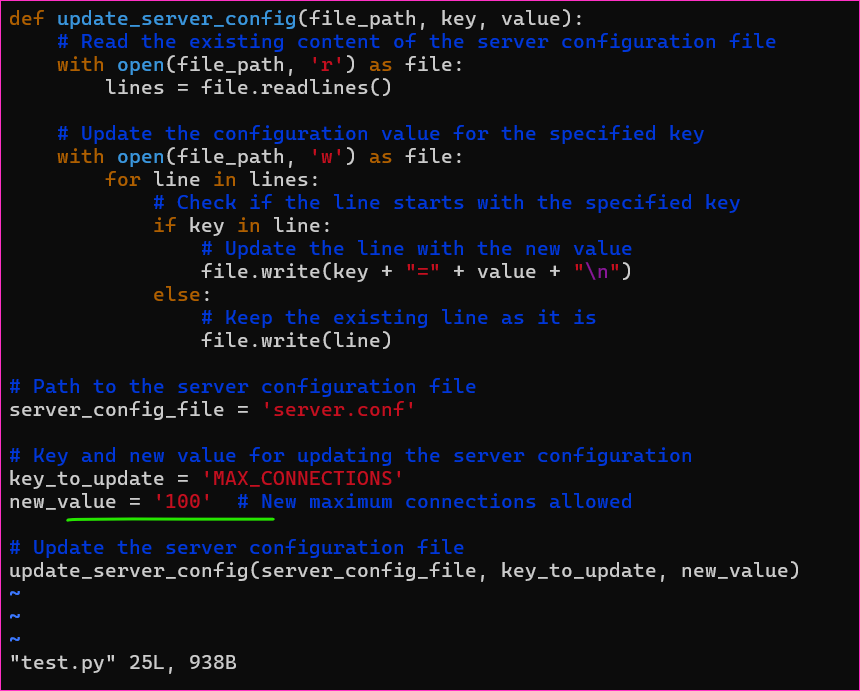 def update_server_config(file_path, key, value):
    # Read the existing content of the server configuration file
    with open(file_path, 'r') as file:
        lines = file.readlines()

    # Update the configuration value for the specified key
    with open(file_path, 'w') as file:
        for line in lines:
            # Check if the line starts with the specified key
            if key in line:
                # Update the line with the new value
                file.write(key + "=" + value + "\n")
            else:
                # Keep the existing line as it is
                file.write(line)

# Path to the server configuration file
server_config_file = 'server.conf'

# Key and new value for updating the server configuration
key_to_update = 'MAX_CONNECTIONS'
new_value = '100'  # New maximum connections allowed

# Update the server configuration file
update_server_config(server_config_file, key_to_update, new_value)
~
~
~
"test.py" 25L, 938B